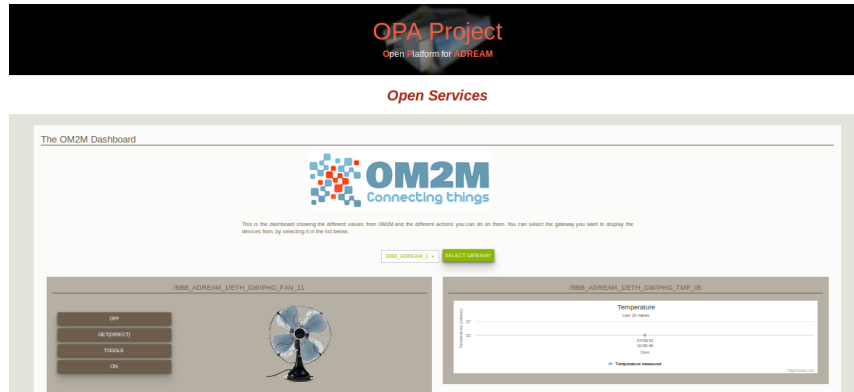 OPA Project
Open Platform for ADREAM
Open Services
The OM2M Dashboard
OM2M
Connecting things
This is the dashboard showing the different values from OM2M and the different actions you can do on them. You can select the gateway you want to display the
devices from, by selecting it in the list below.
BBB_ADREAM_1
SELECT GATEWAY
/BBB_ADREAM_1/ETH_GW/PHG_FAN_11
OFF
GET(DIRECT)
TOGGLE
ON
/BBB_ADREAM_1/ETH_GW/PHG_TMP_05
Temperature
Last 10 values
Date
Temperature measured
Highcharts.com